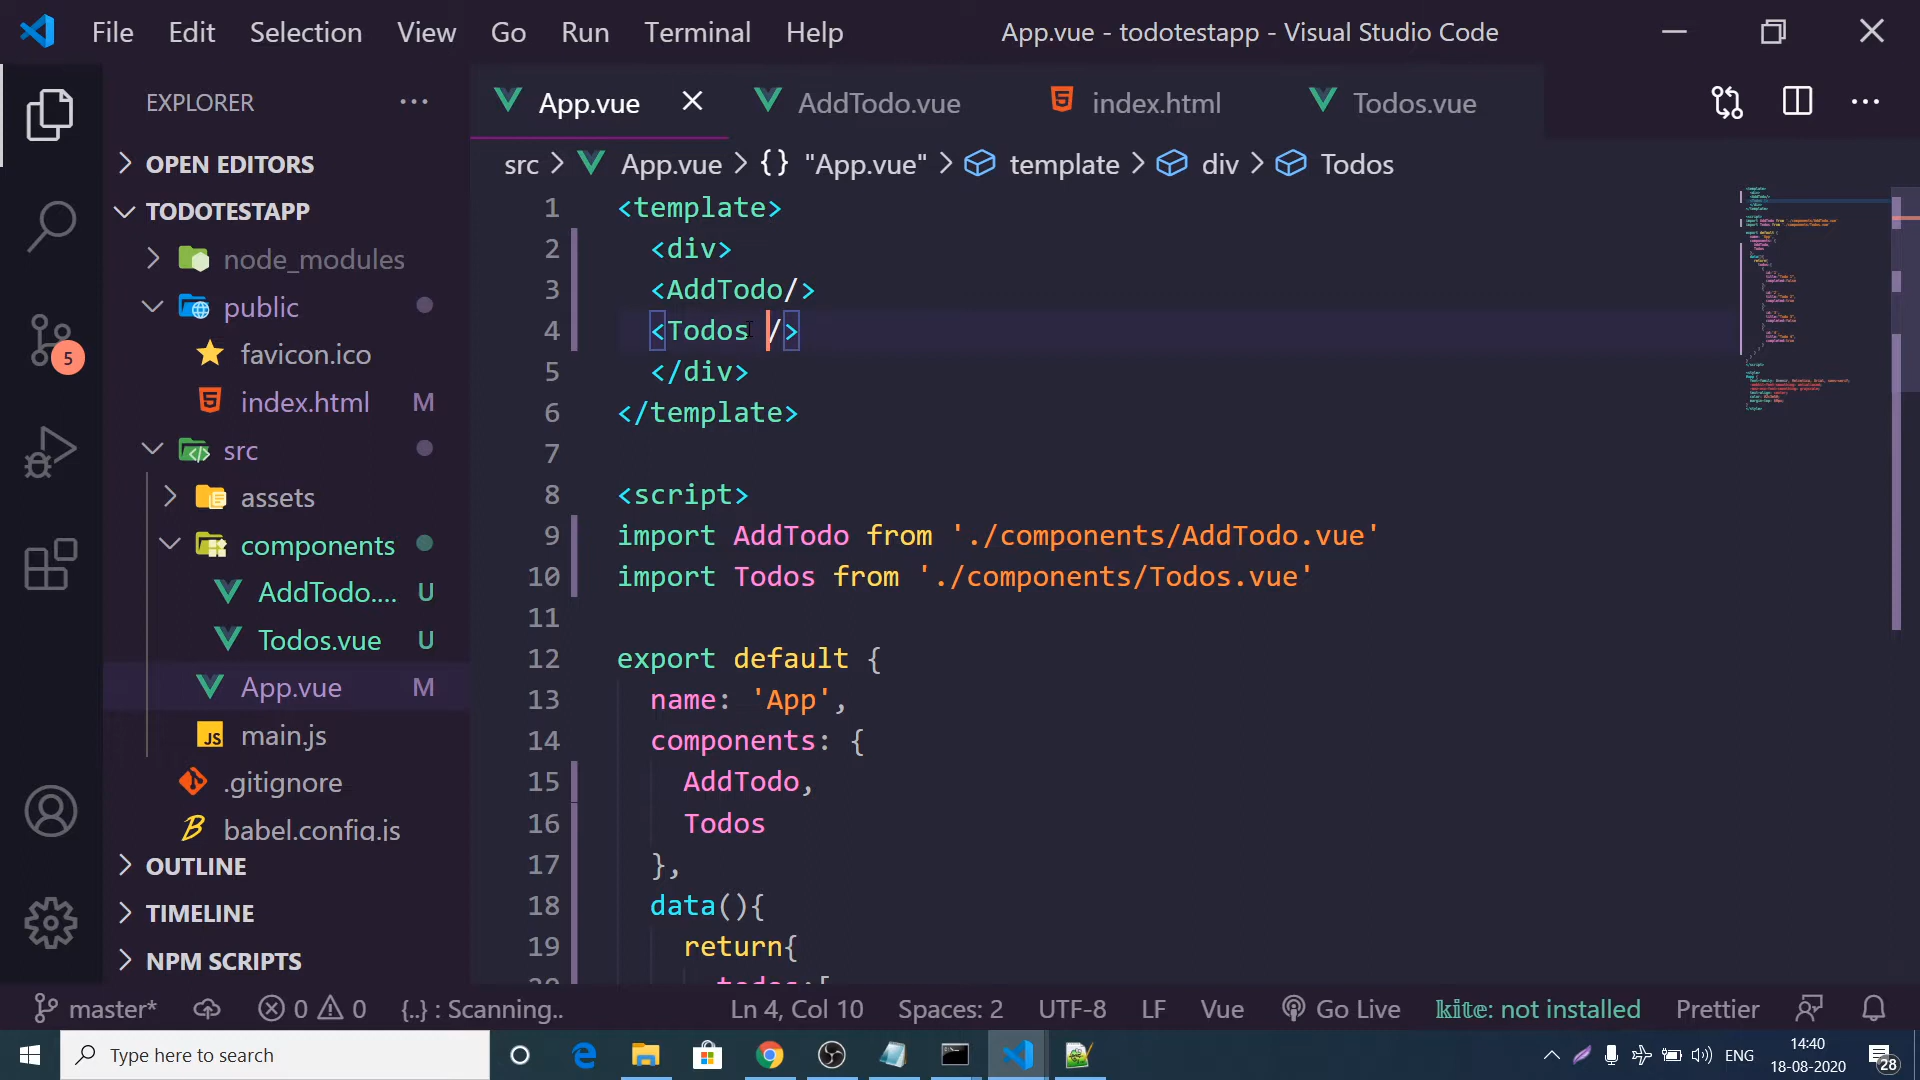 File Edit Selection View Go Run Terminal Help
App.vue - todotestapp - Visual Studio Code
EXPLORER
OPEN EDITORS
TODOTESTAPP
node_modules
public
favicon.ico
index.html M
src
assets
components
AddTodo.... U
Todos.vue U
App.vue M
JS main.js
.gitignore
babel.config.js
OUTLINE
TIMELINE
NPM SCRIPTS
5
App.vue AddTodo.vue index.html Todos.vue
src > App.vue > {} "App.vue" > template > div > Todos
1 <template>
2 <div>
3 <AddTodo/>
4 <Todos />
5 </div>
6 </template>
7
8 <script>
9 import AddTodo from './components/AddTodo.vue'
10 import Todos from './components/Todos.vue'
11
12 export default {
13 name: 'App',
14 components: {
15 AddTodo,
16 Todos
17 },
18 data(){
19 return{
20 todos:[
master* 0 0 {..} : Scanning.. Ln 4, Col 10 Spaces: 2 UTF-8 LF Vue Go Live kite: not installed Prettier
Type here to search
ENG
14:40
18-08-2020
28